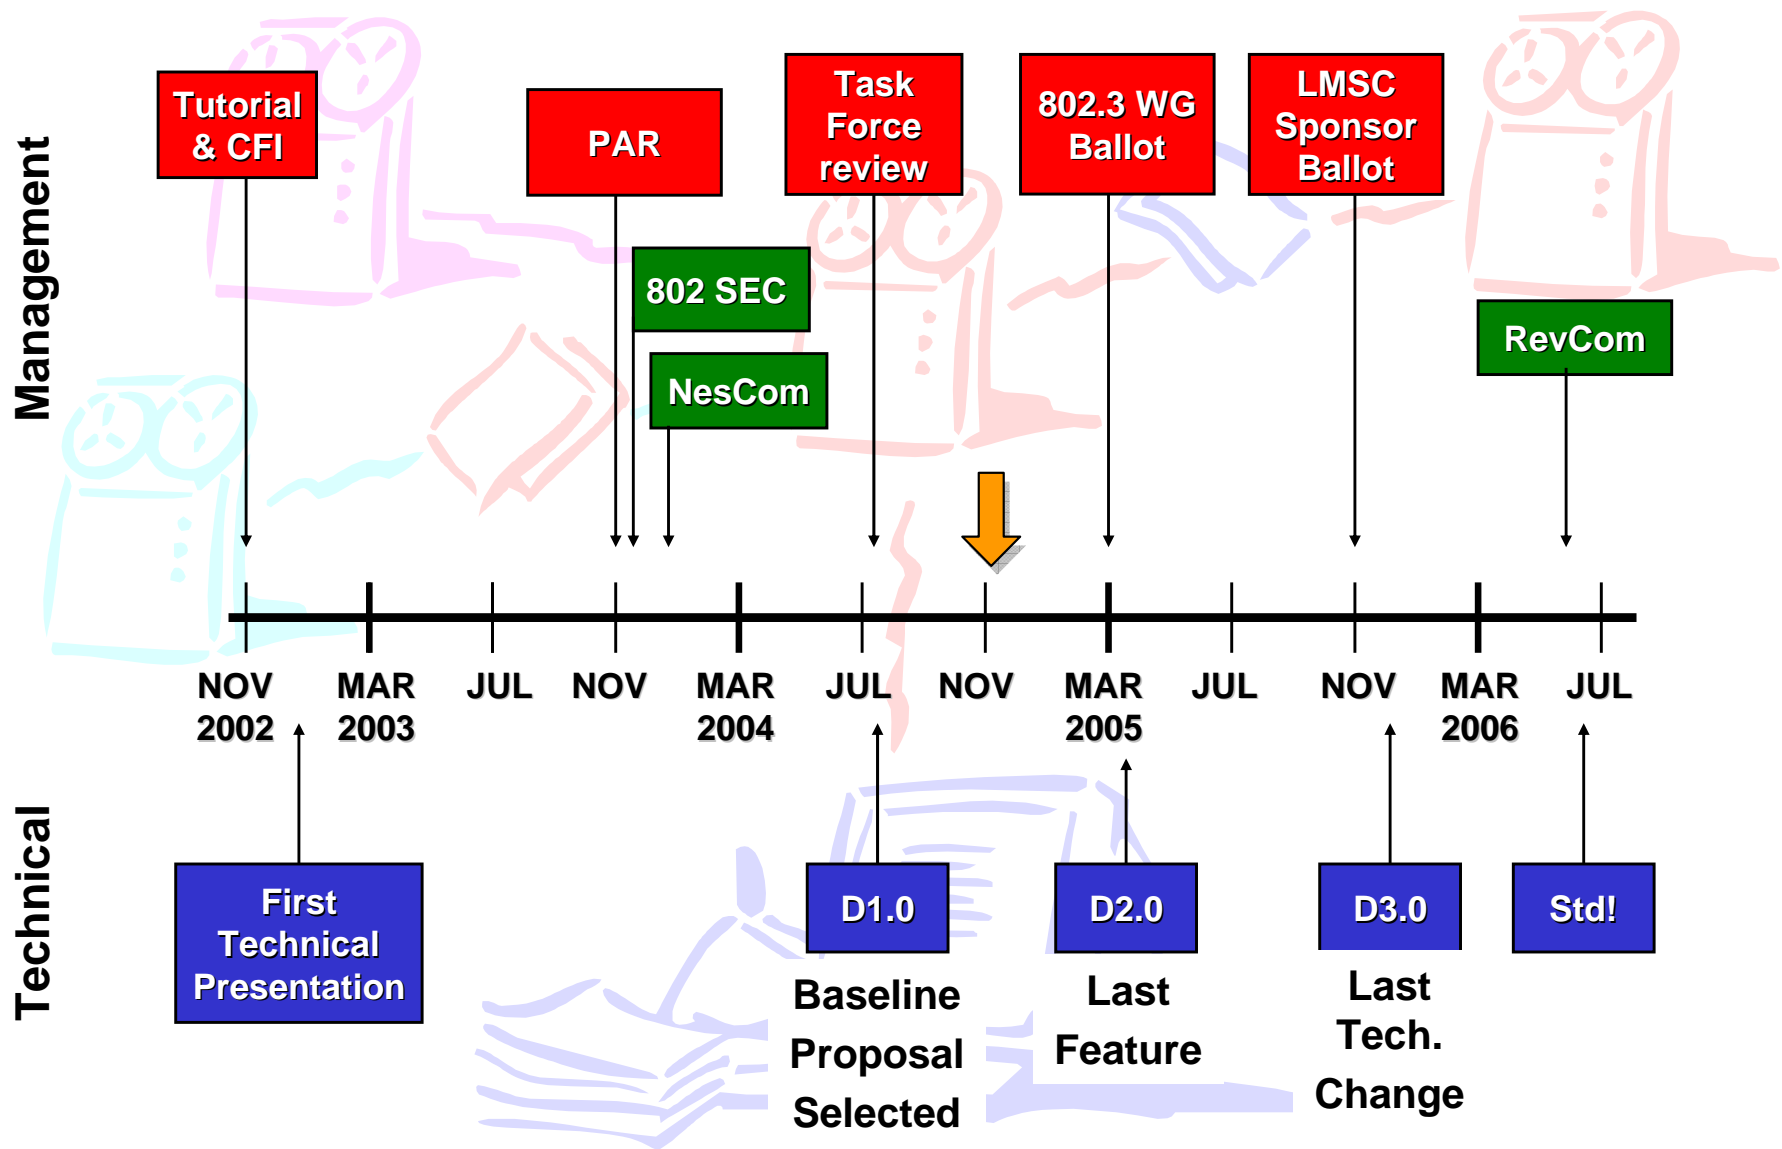 Management
Tutorial
& CFI
PAR
Task
Force
review
802.3 WG
Ballot
LMSC
Sponsor
Ballot
802 SEC
NesCom
RevCom
NOV
2002
MAR
2003
JUL
NOV
MAR
2004
JUL
NOV
MAR
2005
JUL
NOV
MAR
2006
JUL
Technical
First
Technical
Presentation
D1.0
Baseline
Proposal
Selected
D2.0
Last
Feature
D3.0
Last
Tech.
Change
Std!